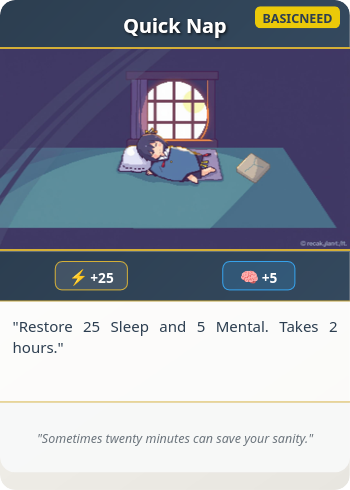 Quick Nap
BASICNEED
⚡ +25
🧠 +5
"Restore 25 Sleep and 5 Mental. Takes 2
hours."
"Sometimes twenty minutes can save your sanity."